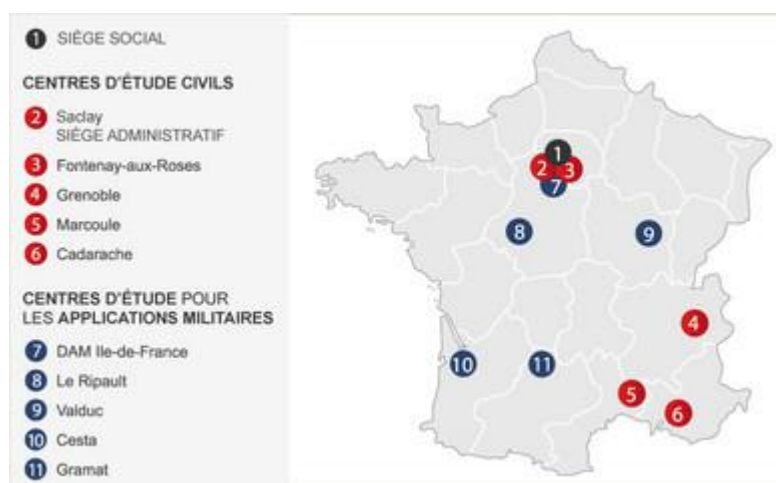 1 SIÈGE SOCIAL
CENTRES D'ÉTUDE CIVILS
2 Saclay
SIÈGE ADMINISTRATIF
3 Fontenay-aux-Roses
4 Grenoble
5 Marcoule
6 Cadarache
CENTRES D'ÉTUDE POUR
LES APPLICATIONS MILITAIRES
7 DAM Ile-de-France
8 Le Ripault
9 Valduc
10 Cesta
11 Gramat
1
2 3
7
8 9
4
10 11
5
6